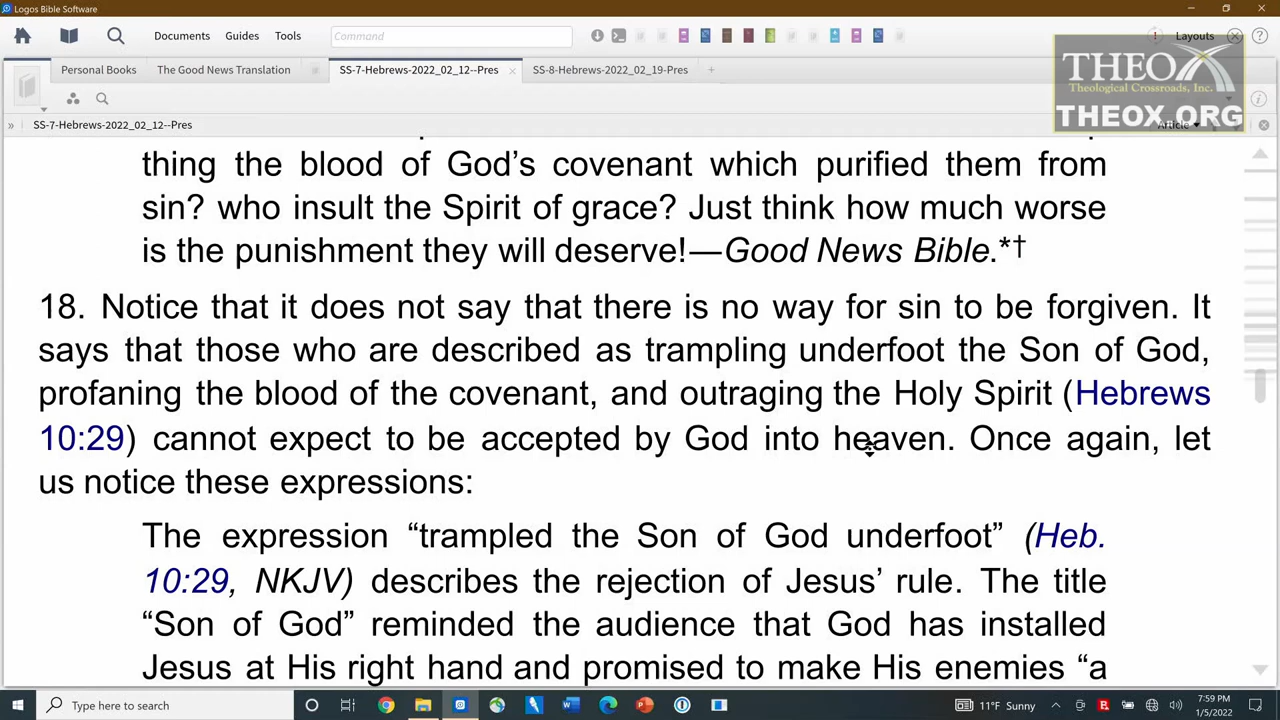 Logos Bible Software
Documents Guides Tools Command Layouts
THEOX
Theological Crossroads, Inc.
THEOX.ORG
Personal Books The Good News Translation SS-7-Hebrews-2022_02_12--Pres SS-8-Hebrews-2022_02_19-Pres
SS-7-Hebrews-2022_02_12--Pres Article
thing the blood of God’s covenant which purified them from
sin? who insult the Spirit of grace? Just think how much worse
is the punishment they will deserve!—Good News Bible.*†
18. Notice that it does not say that there is no way for sin to be forgiven. It
says that those who are described as trampling underfoot the Son of God,
profaning the blood of the covenant, and outraging the Holy Spirit (Hebrews
10:29) cannot expect to be accepted by God into heaven. Once again, let
us notice these expressions:
The expression “trampled the Son of God underfoot” (Heb.
10:29, NKJV) describes the rejection of Jesus’ rule. The title
“Son of God” reminded the audience that God has installed
Jesus at His right hand and promised to make His enemies “a
Type here to search 11°F Sunny 7:59 PM
1/5/2022